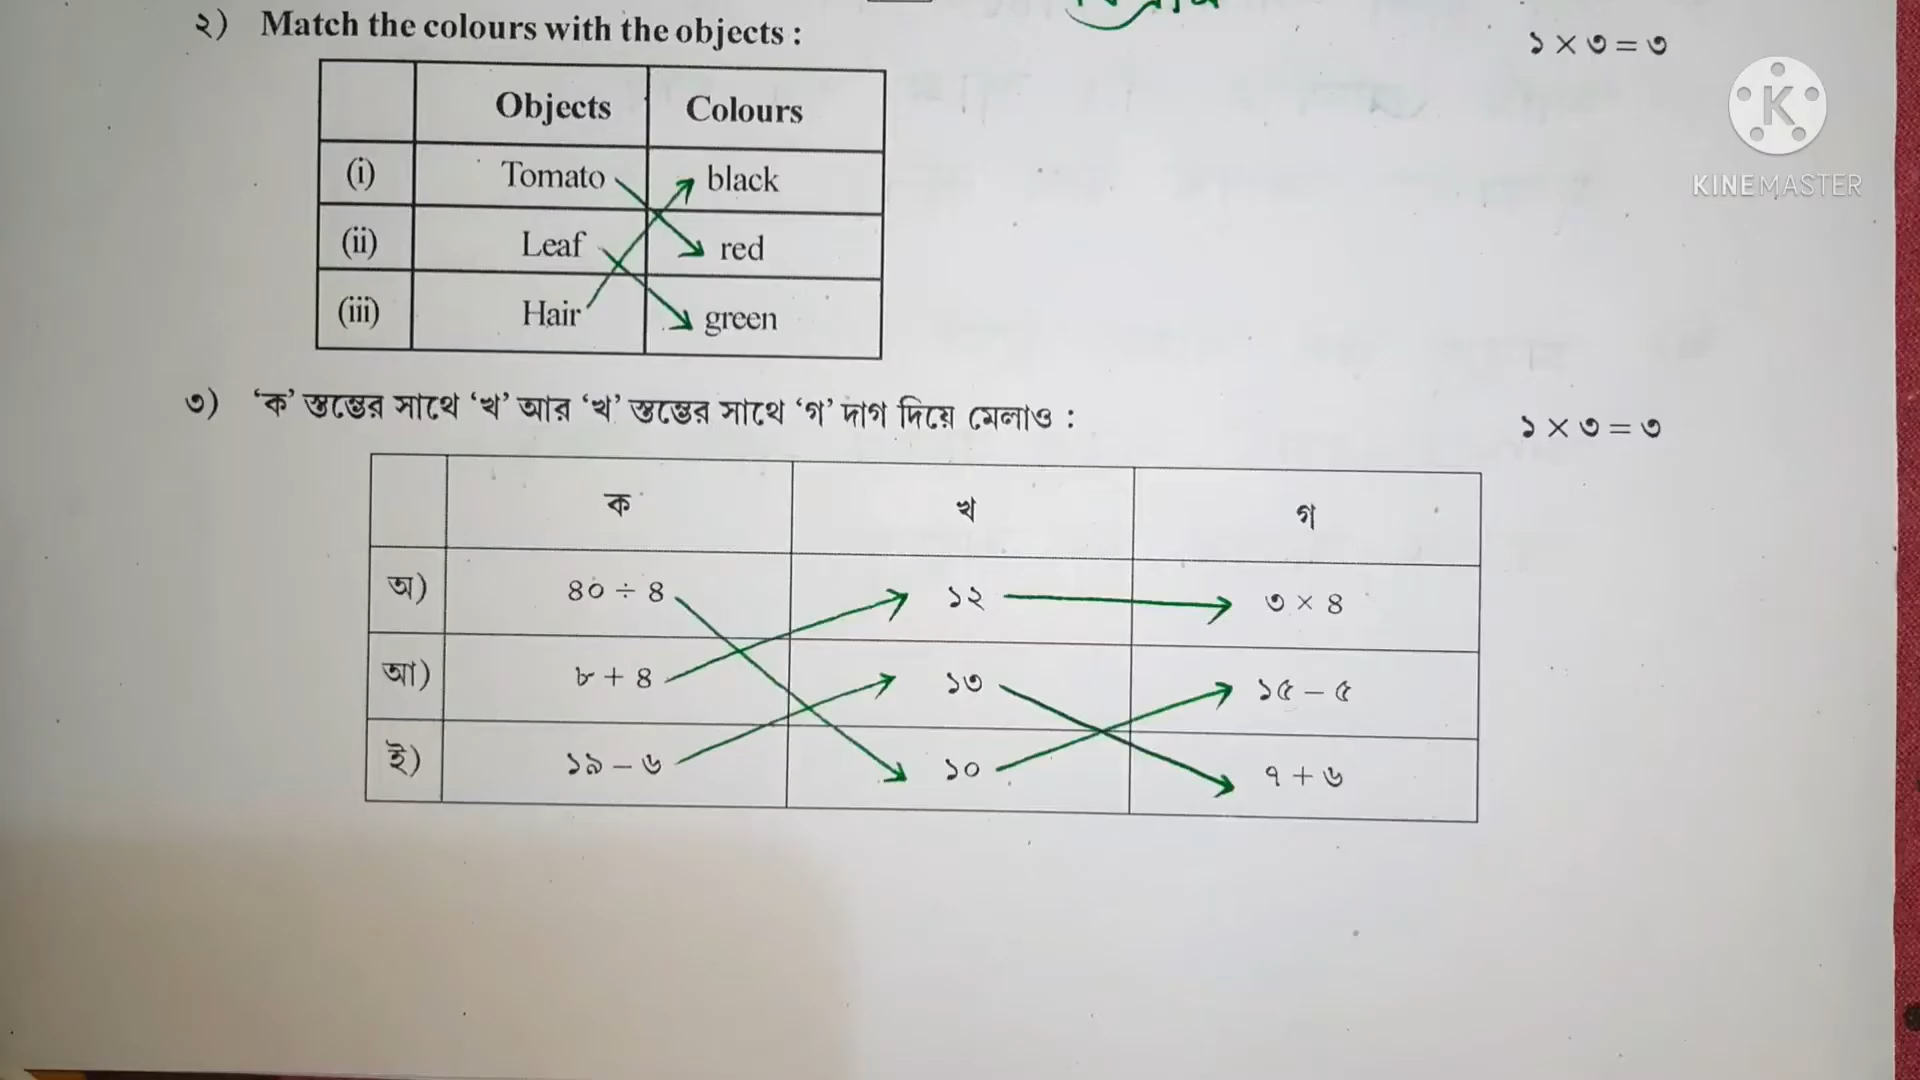 ২) Match the colours with the objects : ১ × ৩ = ৩
Objects Colours
(i) Tomato black
(ii) Leaf red
(iii) Hair green
৩) ‘ক’ স্তম্ভের সাথে ‘খ’ আর ‘খ’ স্তম্ভের সাথে ‘গ’ দাগ দিয়ে মেলাও : ১ × ৩ = ৩
ক খ গ
অ) ৪০ ÷ ৪ ১২ ৩ × ৪
আ) ৮ + ৪ ১৩ ১৫ – ৫
ই) ১৯ – ৬ ১০ ৭ + ৬
KINEMASTER